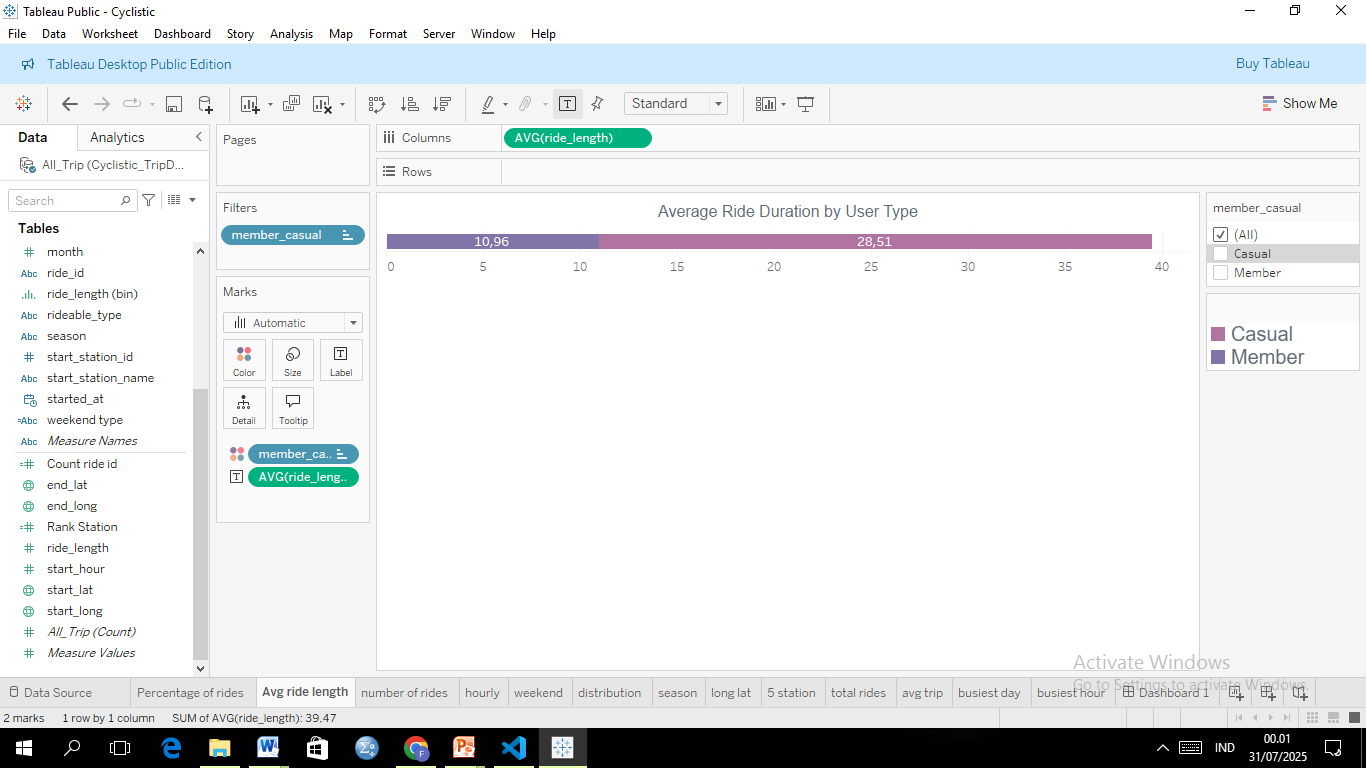 Tableau Public - Cyclistic
File Data Worksheet Dashboard Story Analysis Map Format Server Window Help
Tableau Desktop Public Edition
Buy Tableau
Standard
Show Me
Data Analytics
All_Trip (Cyclistic_TripD...
Search
Tables
month
Abc ride_id
ride_length (bin)
Abc rideable_type
Abc season
start_station_id
Abc start_station_name
started_at
=Abc weekend type
Abc Measure Names
Count ride id
end_lat
end_long
Rank Station
ride_length
start_hour
start_lat
start_long
All_Trip (Count)
Measure Values
Pages
Filters
member_casual
Marks
Automatic
Color Size Label
Detail Tooltip
member_ca..
AVG(ride_leng..
Columns AVG(ride_length)
Rows
Average Ride Duration by User Type
10,96 28,51
0 5 10 15 20 25 30 35 40
member_casual
(All)
Casual
Member
Casual
Member
Activate Windows
Go to Settings to activate Windows.
Data Source Percentage of rides Avg ride length number of rides hourly weekend distribution season long lat 5 station total rides avg trip busiest day busiest hour Dashboard 1
2 marks 1 row by 1 column SUM of AVG(ride_length): 39.47
IND
00.01
31/07/2025